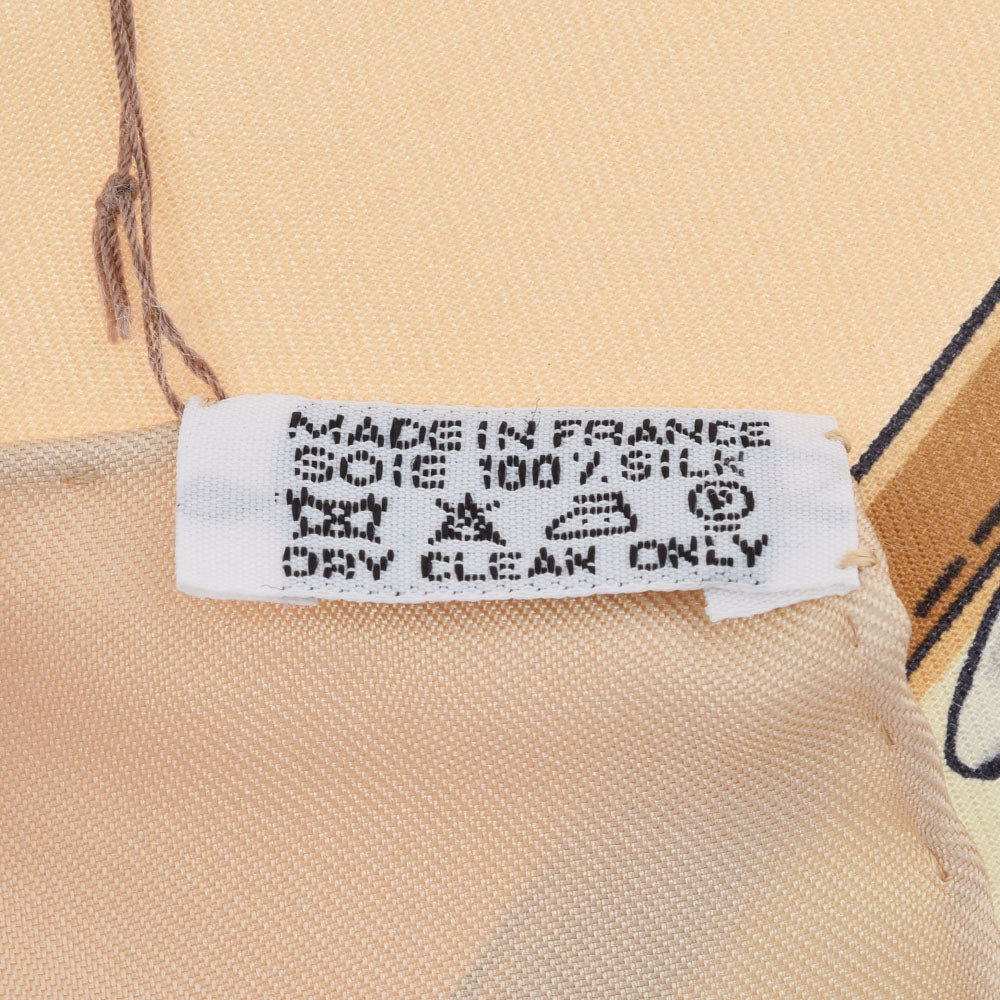 MADE IN FRANCE
SOIE 100% SILK
DRY CLEAN ONLY